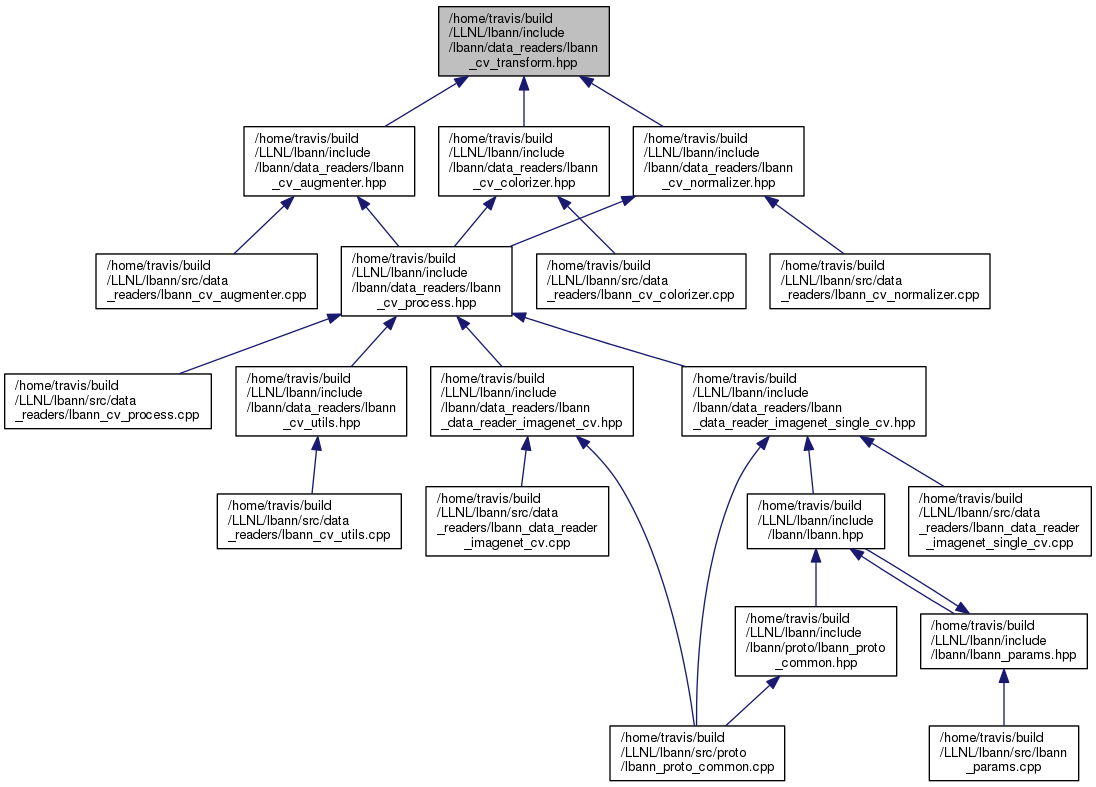 /home/travis/build
/LLNL/lbann/include
/lbann/data_readers/lbann
_cv_transform.hpp
/home/travis/build
/LLNL/lbann/include
/lbann/data_readers/lbann
_cv_augmenter.hpp
/home/travis/build
/LLNL/lbann/include
/lbann/data_readers/lbann
_cv_colorizer.hpp
/home/travis/build
/LLNL/lbann/include
/lbann/data_readers/lbann
_cv_normalizer.hpp
/home/travis/build
/LLNL/lbann/src/data
_readers/lbann_cv_augmenter.cpp
/home/travis/build
/LLNL/lbann/include
/lbann/data_readers/lbann
_cv_process.hpp
/home/travis/build
/LLNL/lbann/src/data
_readers/lbann_cv_colorizer.cpp
/home/travis/build
/LLNL/lbann/src/data
_readers/lbann_cv_normalizer.cpp
/home/travis/build
/LLNL/lbann/src/data
_readers/lbann_cv_process.cpp
/home/travis/build
/LLNL/lbann/include
/lbann/data_readers/lbann
_cv_utils.hpp
/home/travis/build
/LLNL/lbann/include
/lbann/data_readers/lbann
_data_reader_imagenet_cv.hpp
/home/travis/build
/LLNL/lbann/include
/lbann/data_readers/lbann
_data_reader_imagenet_single_cv.hpp
/home/travis/build
/LLNL/lbann/src/data
_readers/lbann_cv_utils.cpp
/home/travis/build
/LLNL/lbann/src/data
_readers/lbann_data_reader
_imagenet_cv.cpp
/home/travis/build
/LLNL/lbann/include
/lbann/lbann.hpp
/home/travis/build
/LLNL/lbann/src/data
_readers/lbann_data_reader
_imagenet_single_cv.cpp
/home/travis/build
/LLNL/lbann/include
/lbann/proto/lbann_proto
_common.hpp
/home/travis/build
/LLNL/lbann/include
/lbann/lbann_params.hpp
/home/travis/build
/LLNL/lbann/src/proto
/lbann_proto_common.cpp
/home/travis/build
/LLNL/lbann/src/lbann
_params.cpp